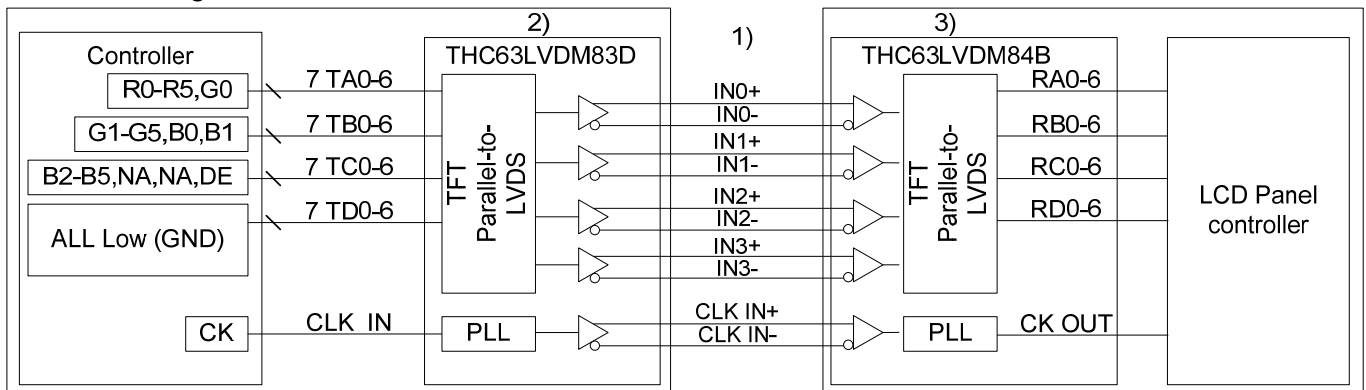 g
2)
1)
3)
Controller
THC63LVDM83D
THC63LVDM84B
R0-R5,G0
7 TA0-6
IN0+
IN0-
RA0-6
G1-G5,B0,B1
7 TB0-6
IN1+
IN1-
RB0-6
B2-B5,NA,NA,DE
7 TC0-6
TFT
Parallel-to-
LVDS
IN2+
IN2-
TFT
Parallel-to-
LVDS
RC0-6
LCD Panel
controller
ALL Low (GND)
7 TD0-6
IN3+
IN3-
RD0-6
CK
CLK IN
PLL
CLK IN+
CLK IN-
PLL
CK OUT